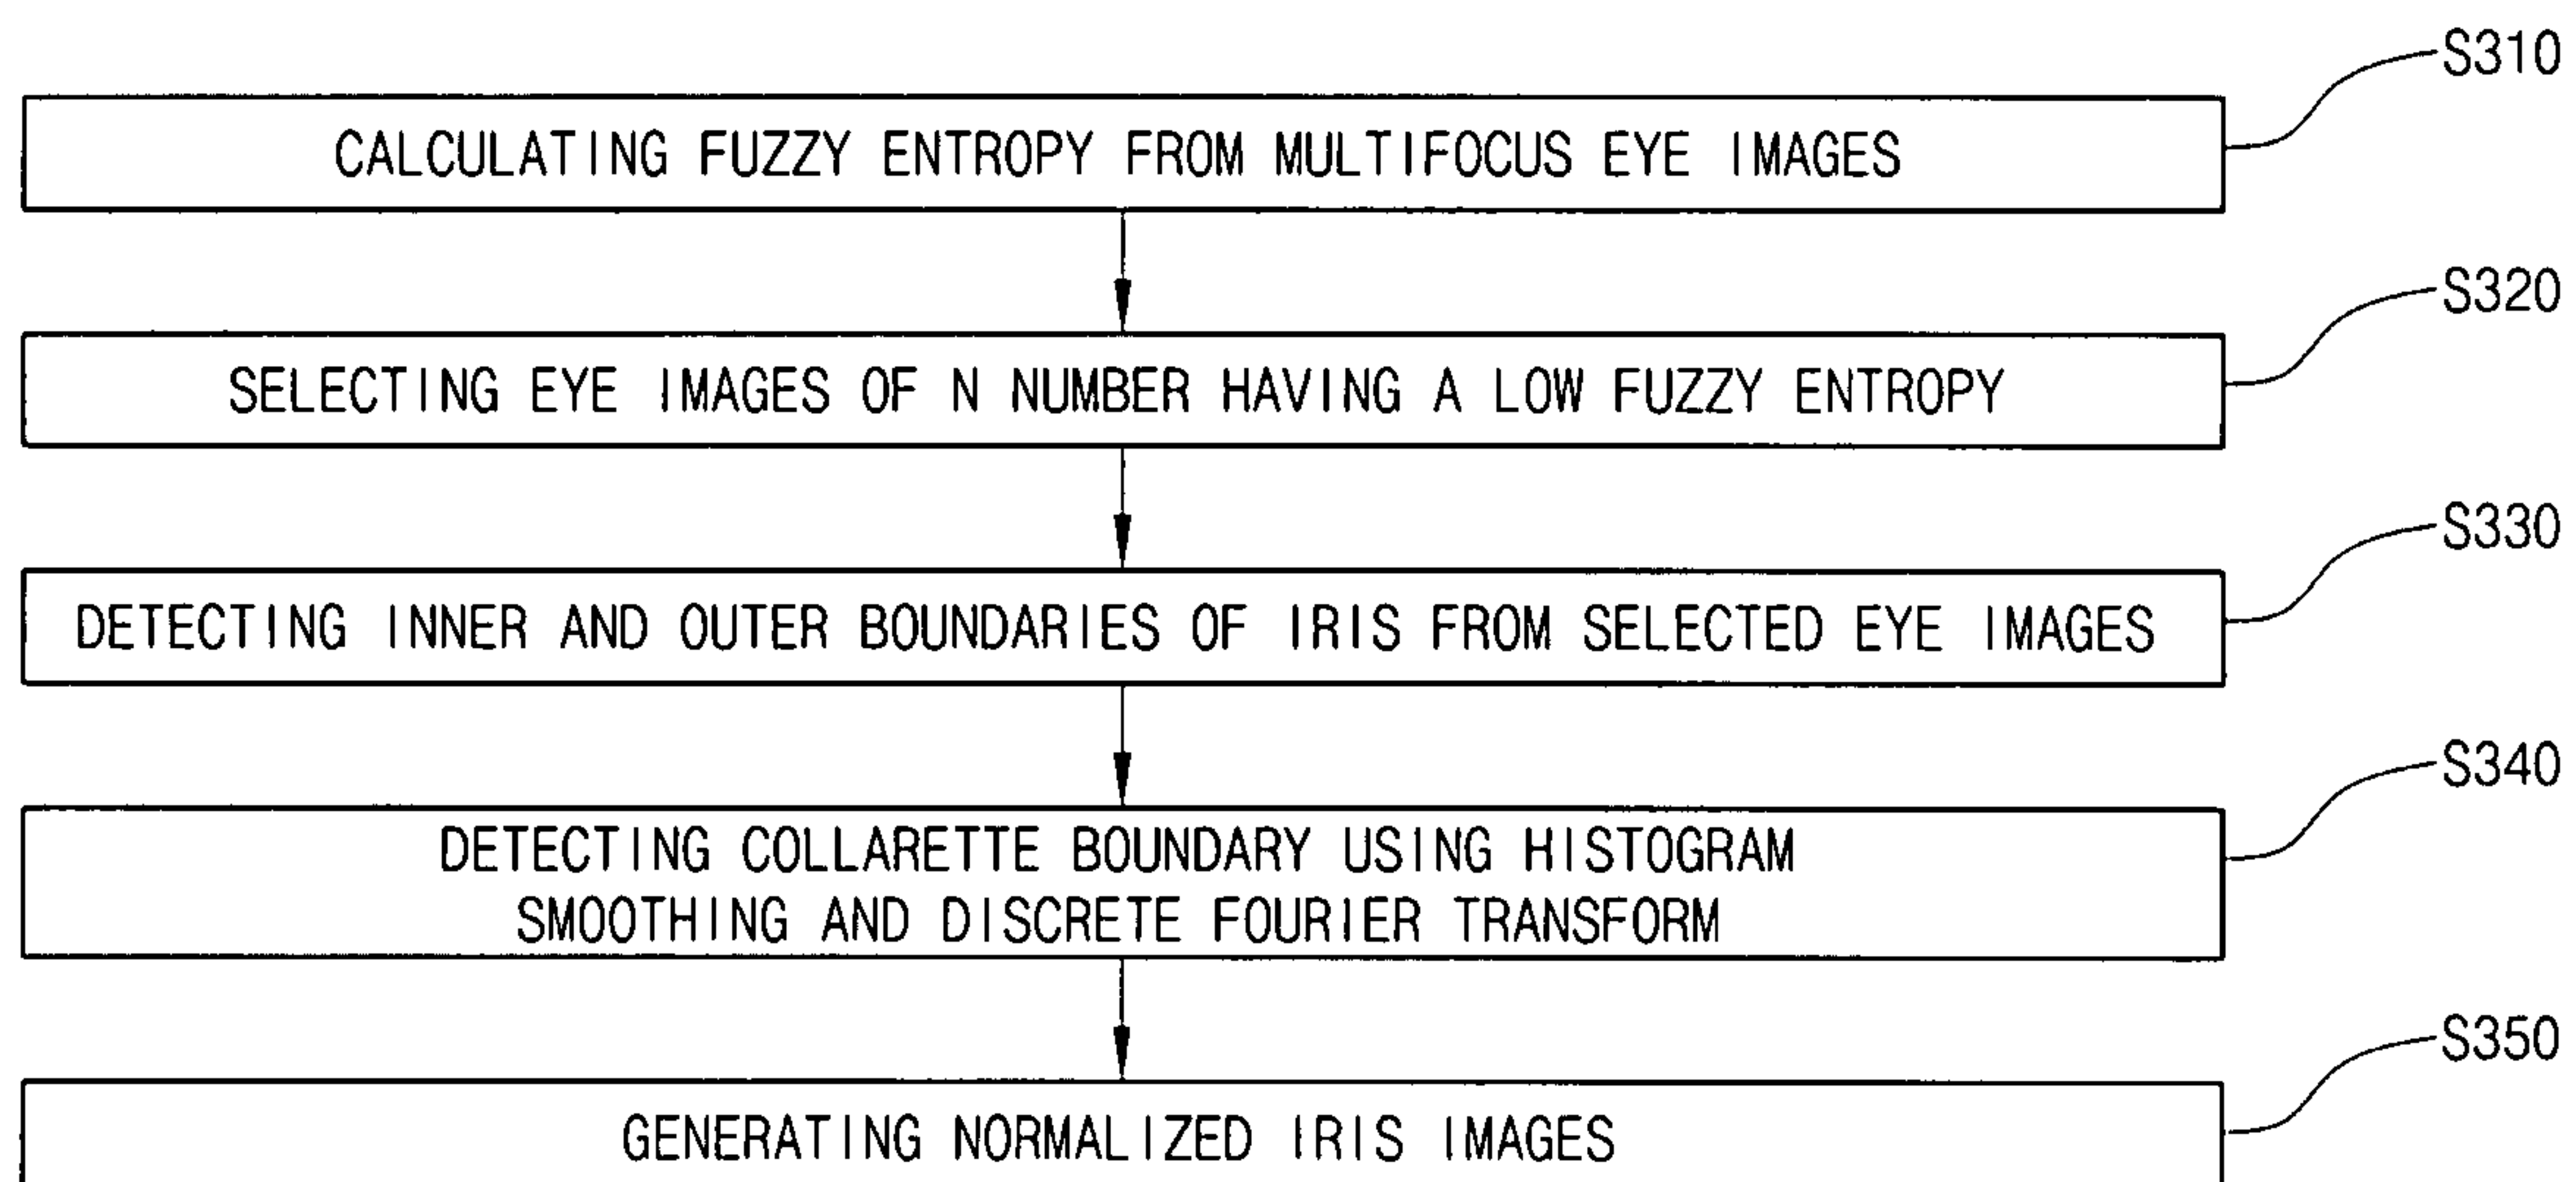 S310
CALCULATING FUZZY ENTROPY FROM MULTIFOCUS EYE IMAGES
S320
SELECTING EYE IMAGES OF N NUMBER HAVING A LOW FUZZY ENTROPY
S330
DETECTING INNER AND OUTER BOUNDARIES OF IRIS FROM SELECTED EYE IMAGES
S340
DETECTING COLLARETTE BOUNDARY USING HISTOGRAM
SMOOTHING AND DISCRETE FOURIER TRANSFORM
S350
GENERATING NORMALIZED IRIS IMAGES